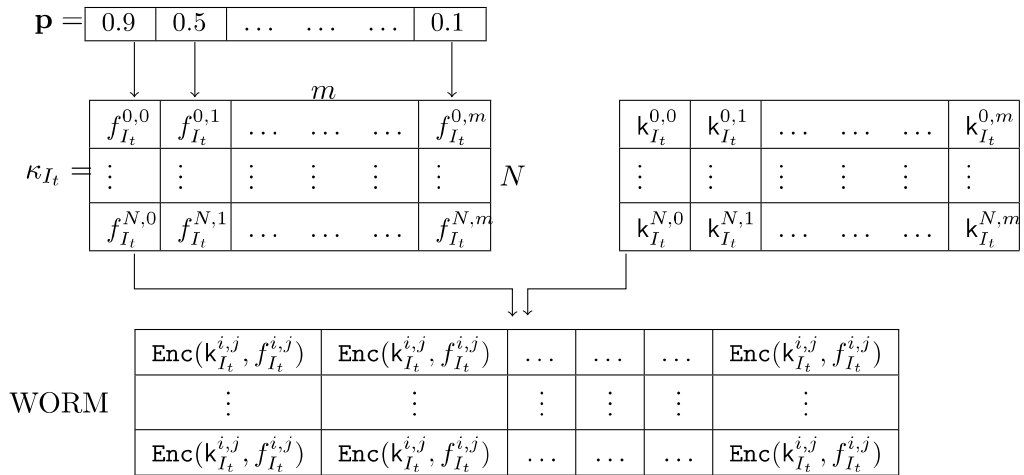 p = 0.9 0.5 … … … 0.1
m
f_{I_t}^{0,0} f_{I_t}^{0,1} … … … f_{I_t}^{0,m} k_{I_t}^{0,0} k_{I_t}^{0,1} … … … k_{I_t}^{0,m}
κ_{I_t} = ⋮ ⋮ ⋮ ⋮ ⋮ ⋮ N ⋮ ⋮ ⋮ ⋮ ⋮ ⋮
f_{I_t}^{N,0} f_{I_t}^{N,1} … … … f_{I_t}^{N,m} k_{I_t}^{N,0} k_{I_t}^{N,1} … … … k_{I_t}^{N,m}
Enc(k_{I_t}^{i,j}, f_{I_t}^{i,j}) Enc(k_{I_t}^{i,j}, f_{I_t}^{i,j}) … … … Enc(k_{I_t}^{i,j}, f_{I_t}^{i,j})
WORM ⋮ ⋮ ⋮ ⋮ ⋮ ⋮
Enc(k_{I_t}^{i,j}, f_{I_t}^{i,j}) Enc(k_{I_t}^{i,j}, f_{I_t}^{i,j}) … … … Enc(k_{I_t}^{i,j}, f_{I_t}^{i,j})